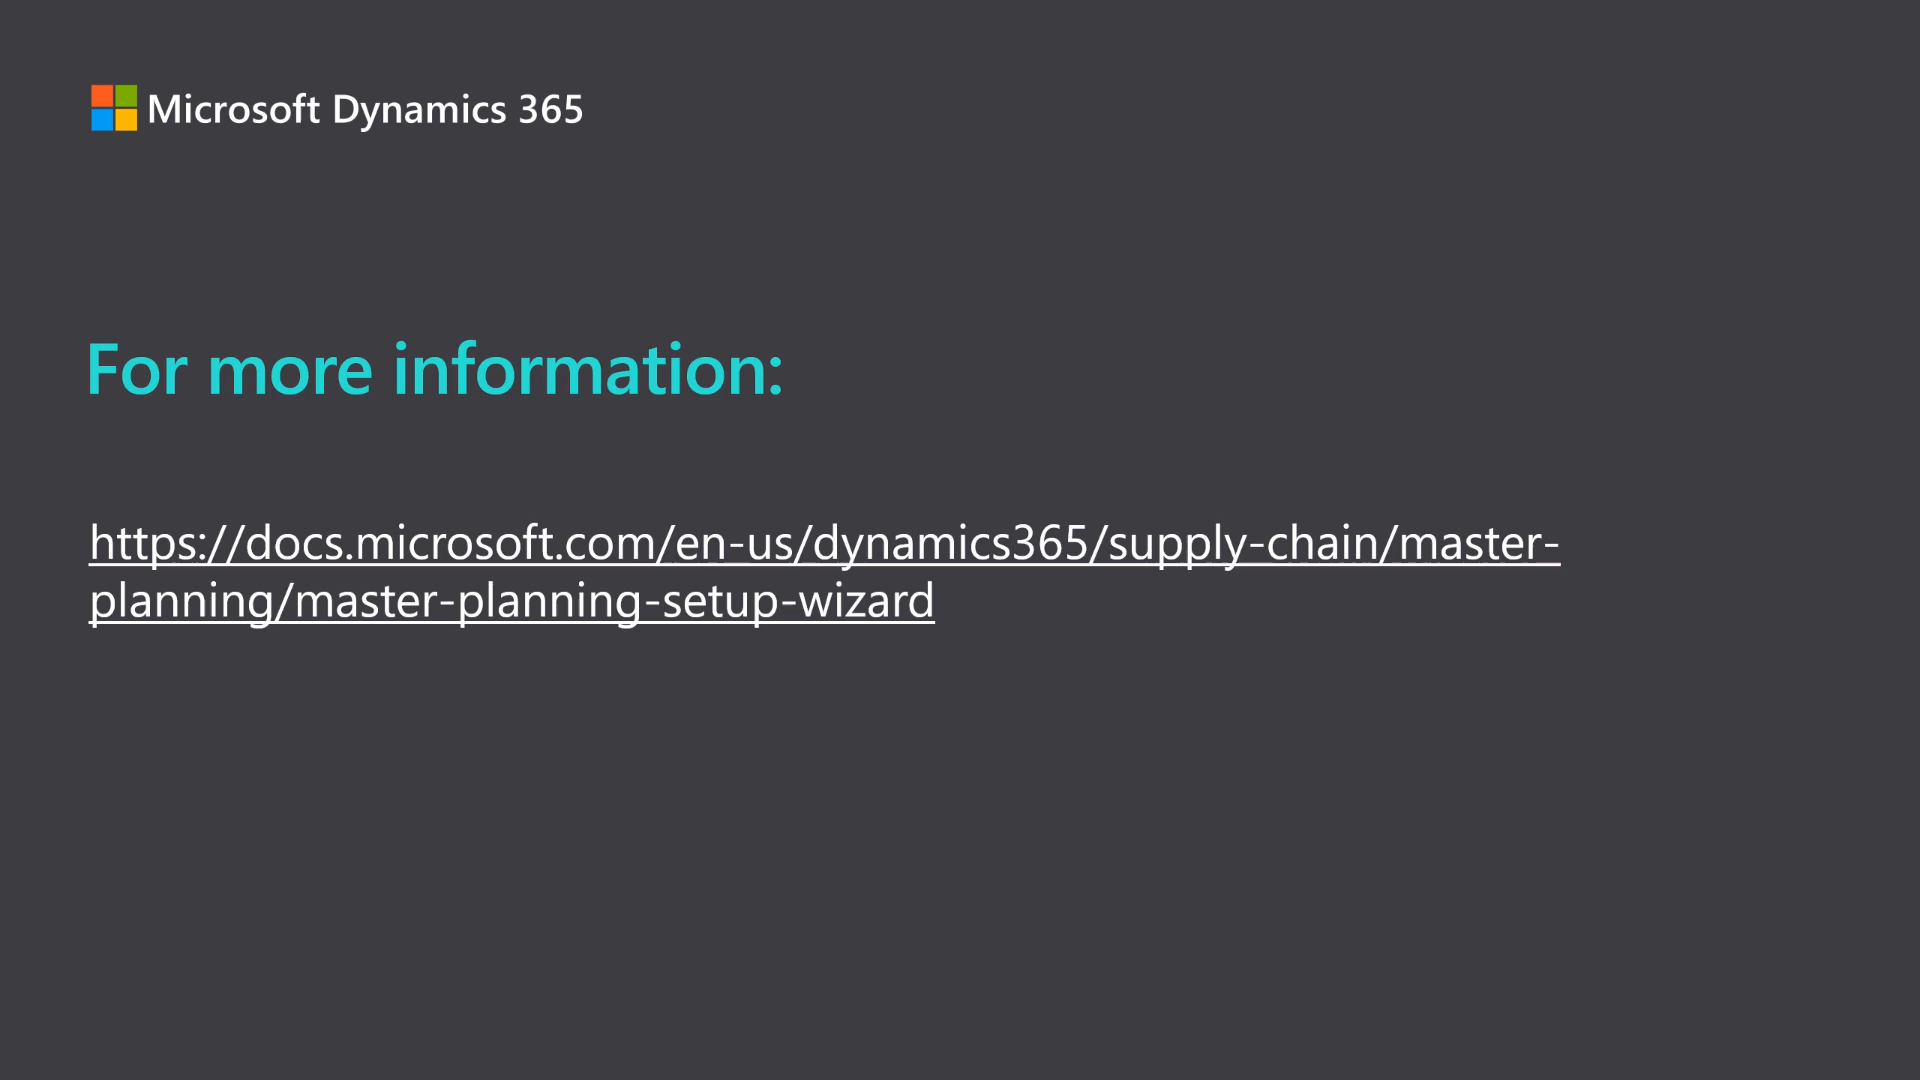 Microsoft Dynamics 365
For more information:
https://docs.microsoft.com/en-us/dynamics365/supply-chain/master-
planning/master-planning-setup-wizard